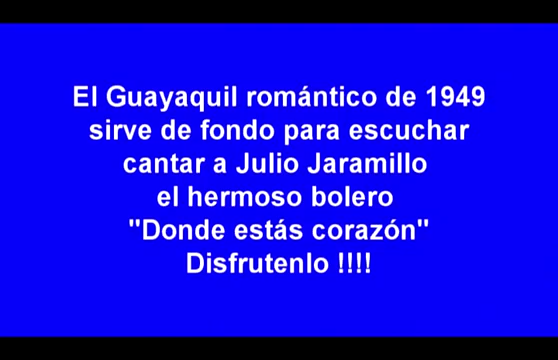 El Guayaquil romántico de 1949
sirve de fondo para escuchar
cantar a Julio Jaramillo
el hermoso bolero
"Donde estás corazón"
Disfrutenlo !!!!